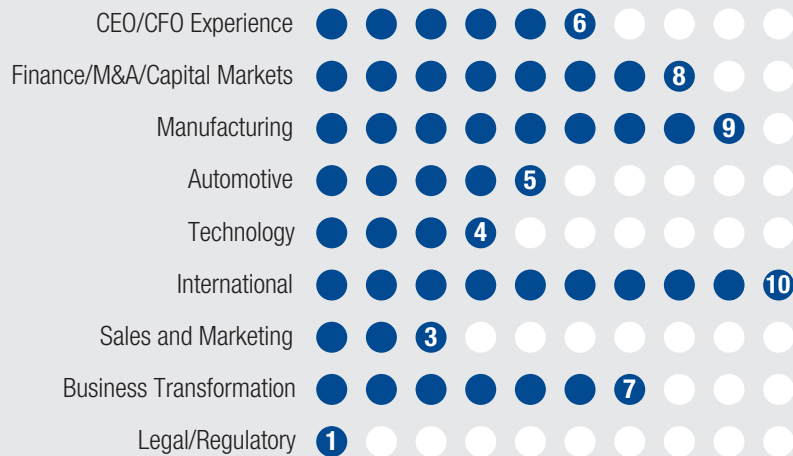 CEO/CFO Experience 6
Finance/M&A/Capital Markets 8
Manufacturing 9
Automotive 5
Technology 4
International 10
Sales and Marketing 3
Business Transformation 7
Legal/Regulatory 1